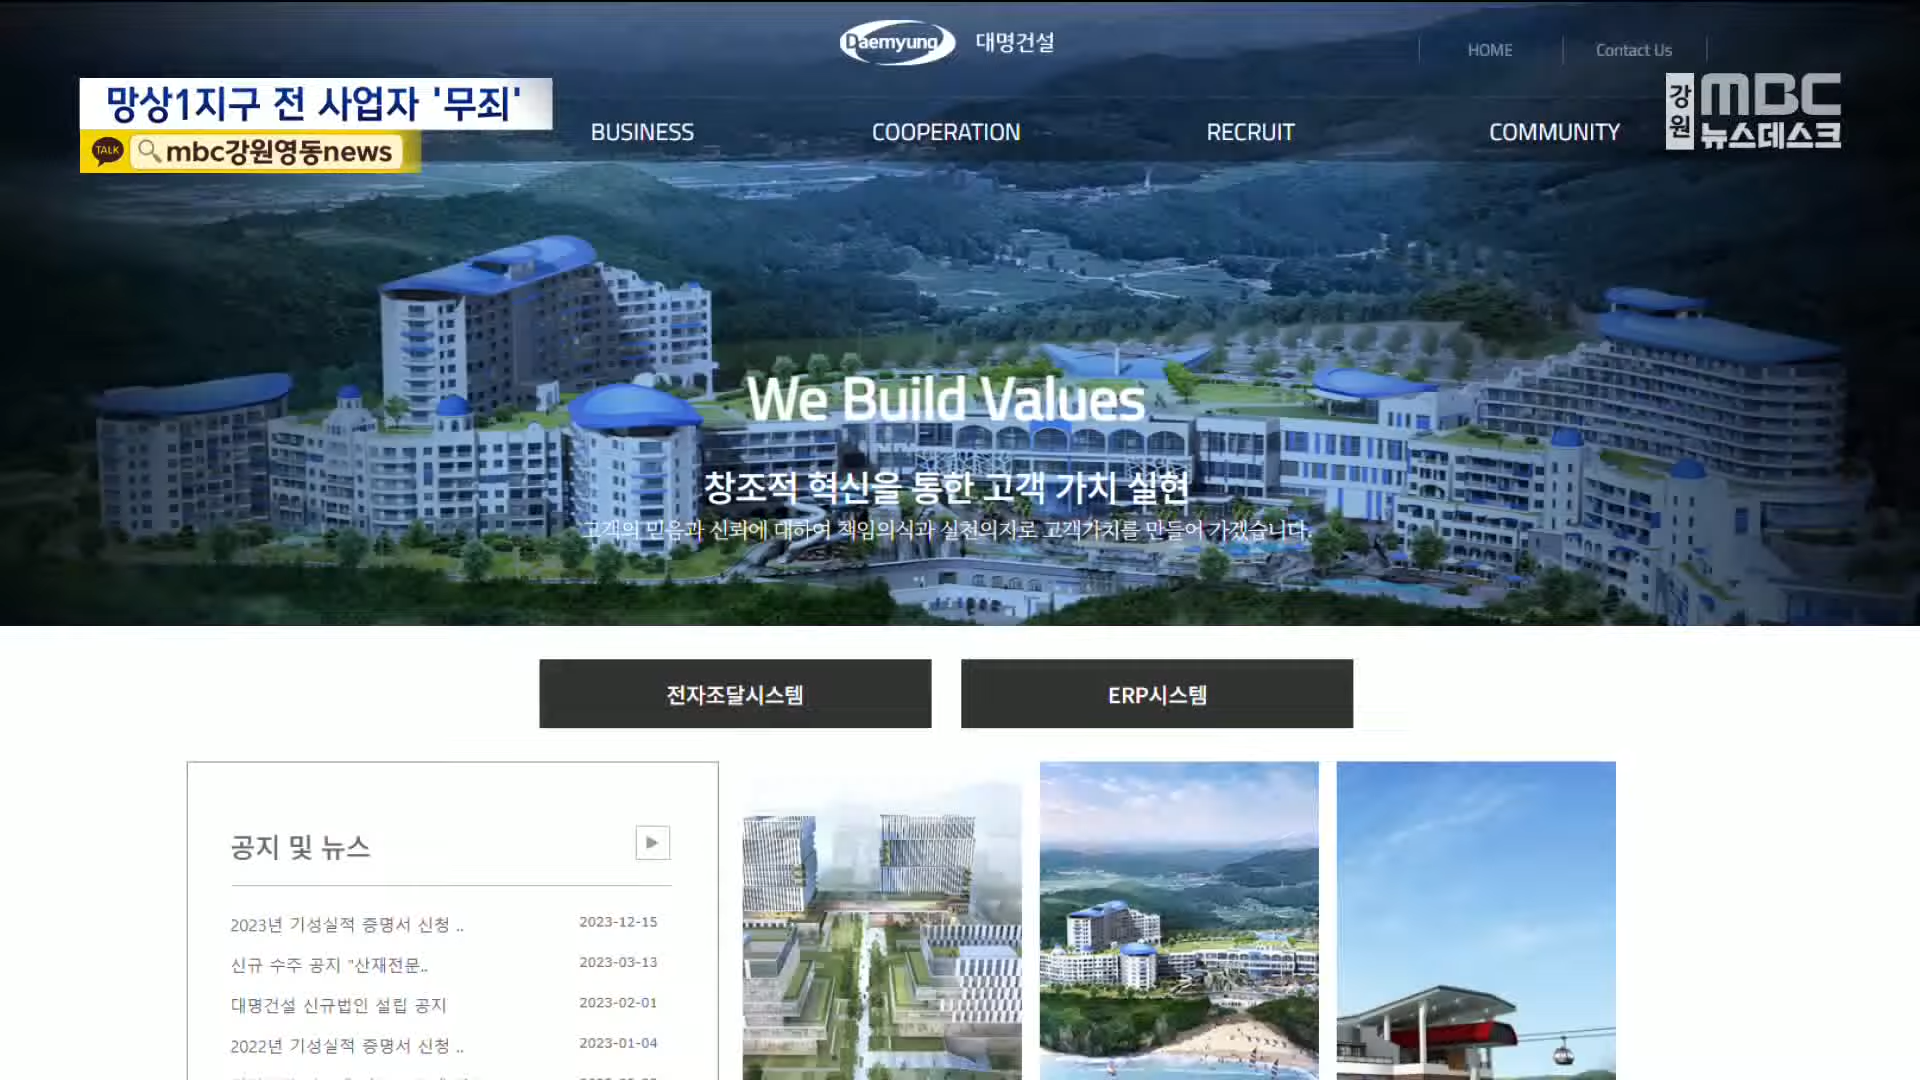 Daemyung 대명건설
HOME
Contact Us
망상1지구 전 사업자 '무죄'
TALK mbc강원영동news
강원 MBC
뉴스데스크
BUSINESS
COOPERATION
RECRUIT
COMMUNITY
We Build Values
창조적 혁신을 통한 고객 가치 실현
고객의 믿음과 신뢰에 대하여 책임의식과 실천의지로 고객가치를 만들어 가겠습니다.
전자조달시스템
ERP시스템
공지 및 뉴스
2023년 기성실적 증명서 신청 .. 2023-12-15
신규 수주 공지 "산재전문.. 2023-03-13
대명건설 신규법인 설립 공지 2023-02-01
2022년 기성실적 증명서 신청 .. 2023-01-04